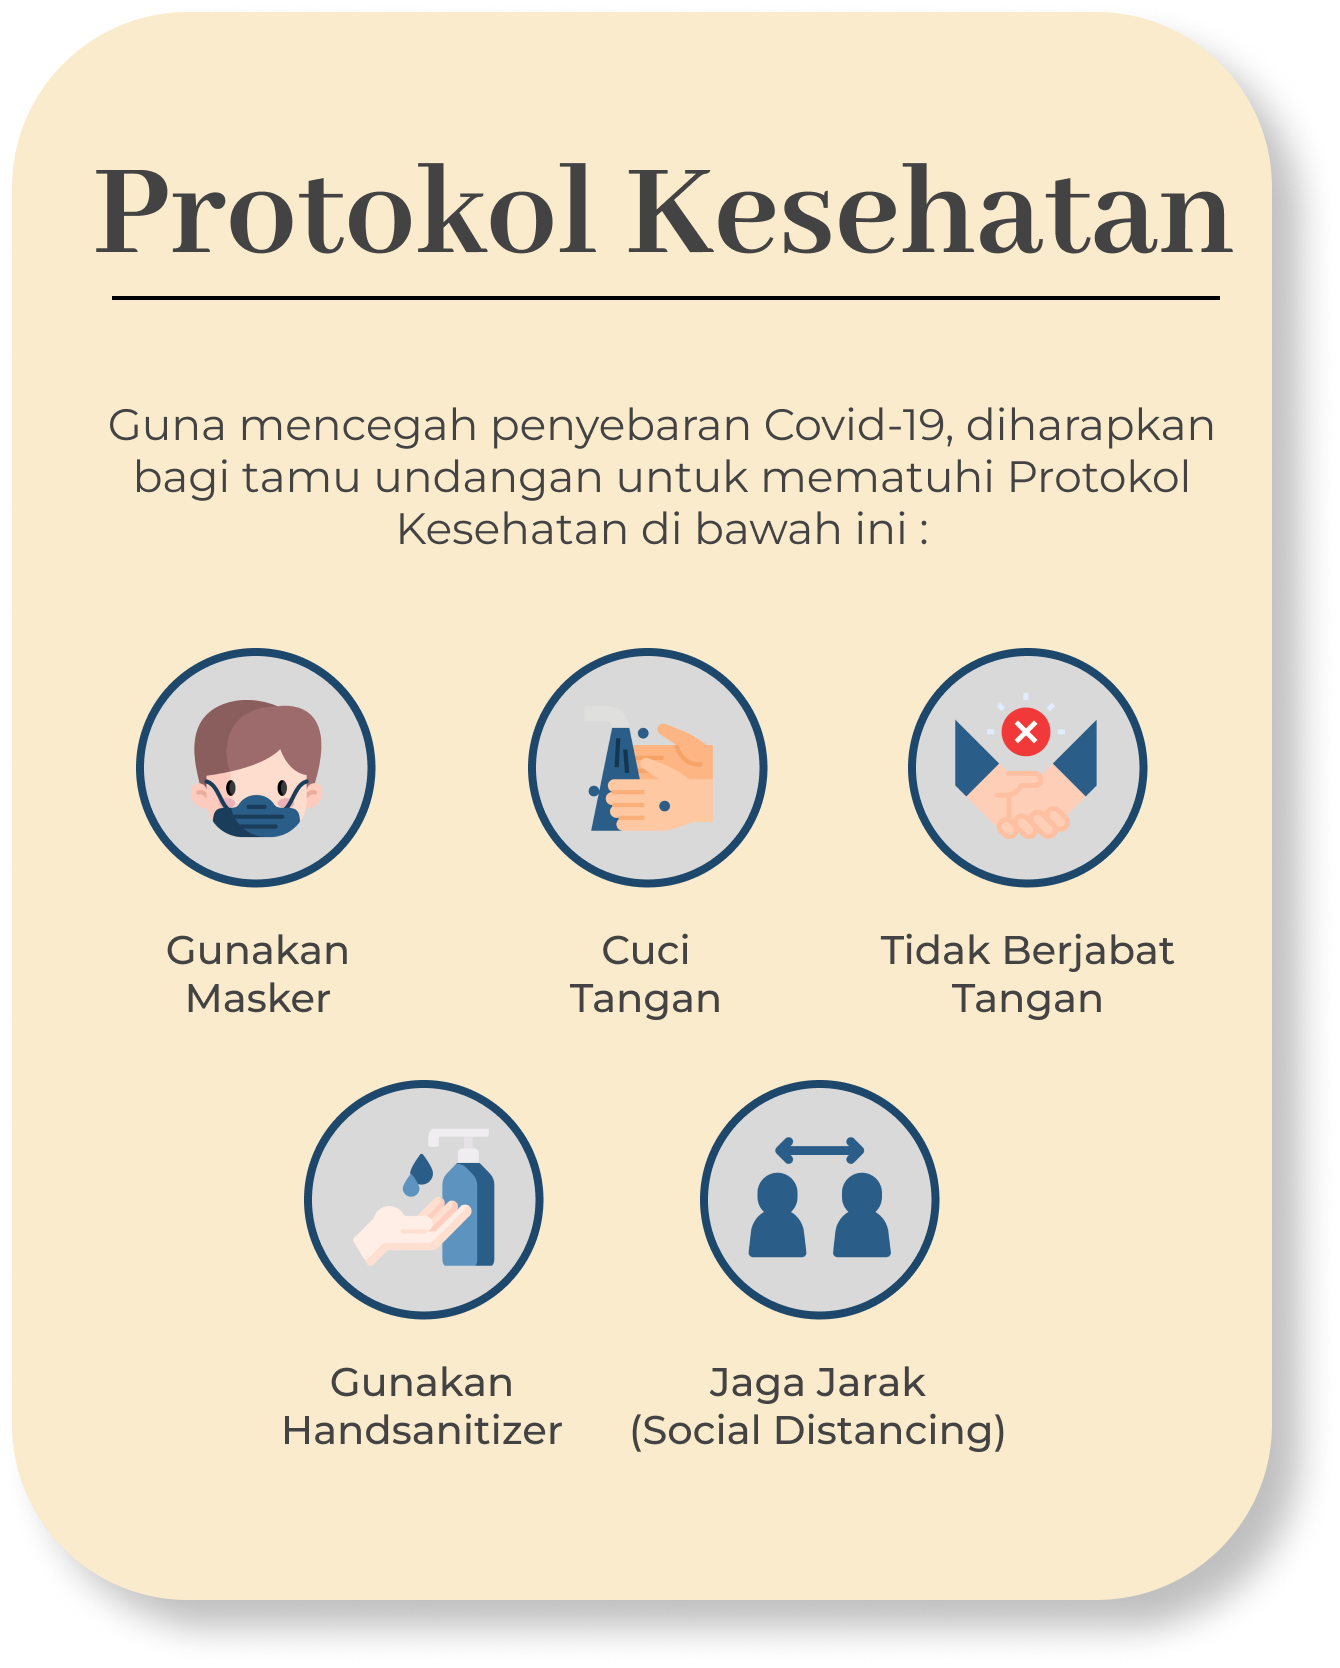 Protokol Kesehatan
Guna mencegah penyebaran Covid-19, diharapkan
bagi tamu undangan untuk mematuhi Protokol
Kesehatan di bawah ini :
Gunakan
Masker
Cuci
Tangan
Tidak Berjabat
Tangan
Gunakan
Handsanitizer
Jaga Jarak
(Social Distancing)